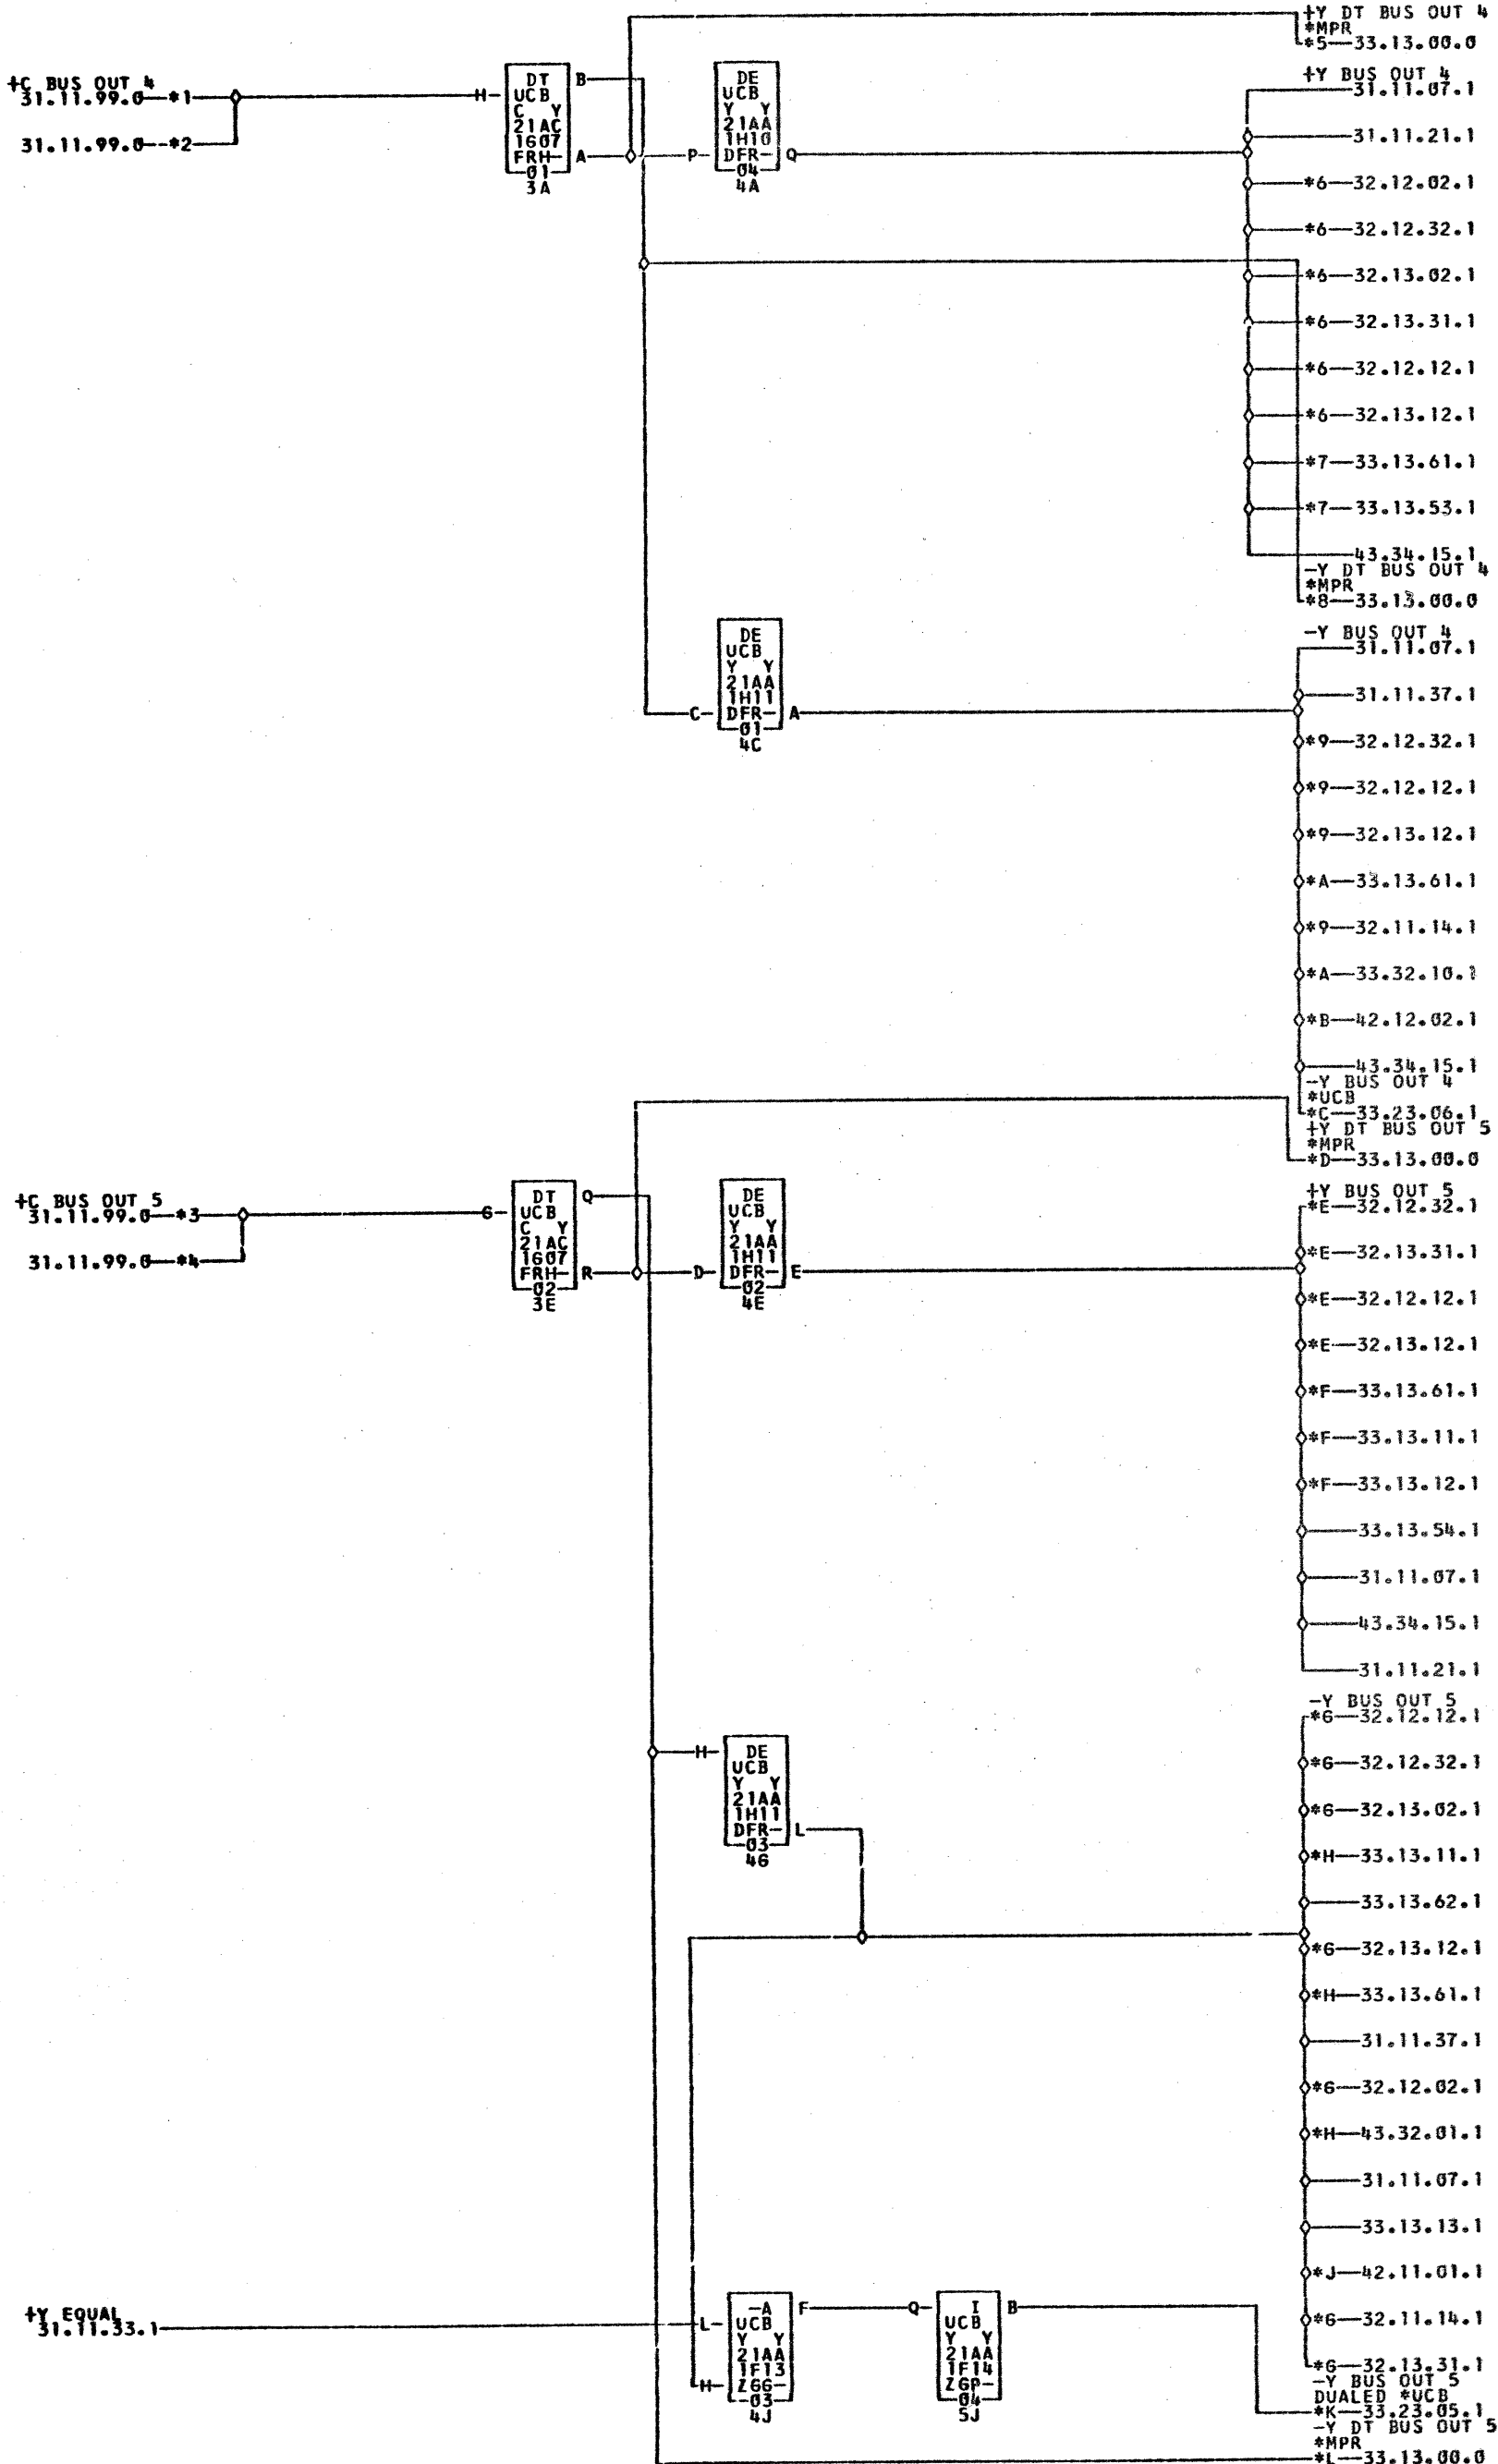 +Y DT BUS OUT 4
*MPR
*5—33.13.00.0
+C BUS OUT 4
31.11.99.0—*1
31.11.99.0--*2
H
DT
UCB
C Y
21AC
1607
FRH-
01
3A
B
A
P
DE
UCB
Y Y
21AA
1H10
DFR-
04
4A
Q
+Y BUS OUT 4
31.11.07.1
31.11.21.1
*6—32.12.02.1
*6—32.12.32.1
*6—32.13.02.1
*6—32.13.31.1
*6—32.12.12.1
*6—32.13.12.1
*7—33.13.61.1
*7—33.13.53.1
43.34.15.1
-Y DT BUS OUT 4
*MPR
*8—33.13.00.0
C
DE
UCB
Y Y
21AA
1H11
DFR-
01
4C
A
-Y BUS OUT 4
31.11.07.1
31.11.37.1
*9—32.12.32.1
*9—32.12.12.1
*9—32.13.12.1
*A—33.13.61.1
*9—32.11.14.1
*A—33.32.10.1
*B—42.12.02.1
43.34.15.1
-Y BUS OUT 4
*UCB
*C—33.23.06.1
+Y DT BUS OUT 5
*MPR
*D—33.13.00.0
+C BUS OUT 5
31.11.99.0—*3
31.11.99.0—*4
G
DT
UCB
C Y
21AC
1607
FRH-
02
3E
Q
R
D
DE
UCB
Y Y
21AA
1H11
DFR-
02
4E
E
+Y BUS OUT 5
*E—32.12.32.1
*E—32.13.31.1
*E—32.12.12.1
*E—32.13.12.1
*F—33.13.61.1
*F—33.13.11.1
*F—33.13.12.1
33.13.54.1
31.11.07.1
43.34.15.1
31.11.21.1
H
DE
UCB
Y Y
21AA
1H11
DFR-
03
4G
L
-Y BUS OUT 5
*G—32.12.12.1
*G—32.12.32.1
*G—32.13.02.1
*H—33.13.11.1
33.13.62.1
*G—32.13.12.1
*H—33.13.61.1
31.11.37.1
*G—32.12.02.1
*H—43.32.01.1
31.11.07.1
33.13.13.1
*J—42.11.01.1
*G—32.11.14.1
*G—32.13.31.1
+Y EQUAL
31.11.33.1
L
H
-A
UCB
Y Y
21AA
1F13
ZGG-
03
4J
F
Q
I
UCB
Y Y
21AA
1F14
ZGP-
04
5J
B
-Y BUS OUT 5
DUALED *UCB
*K—33.23.05.1
-Y DT BUS OUT 5
*MPR
*L—33.13.00.0